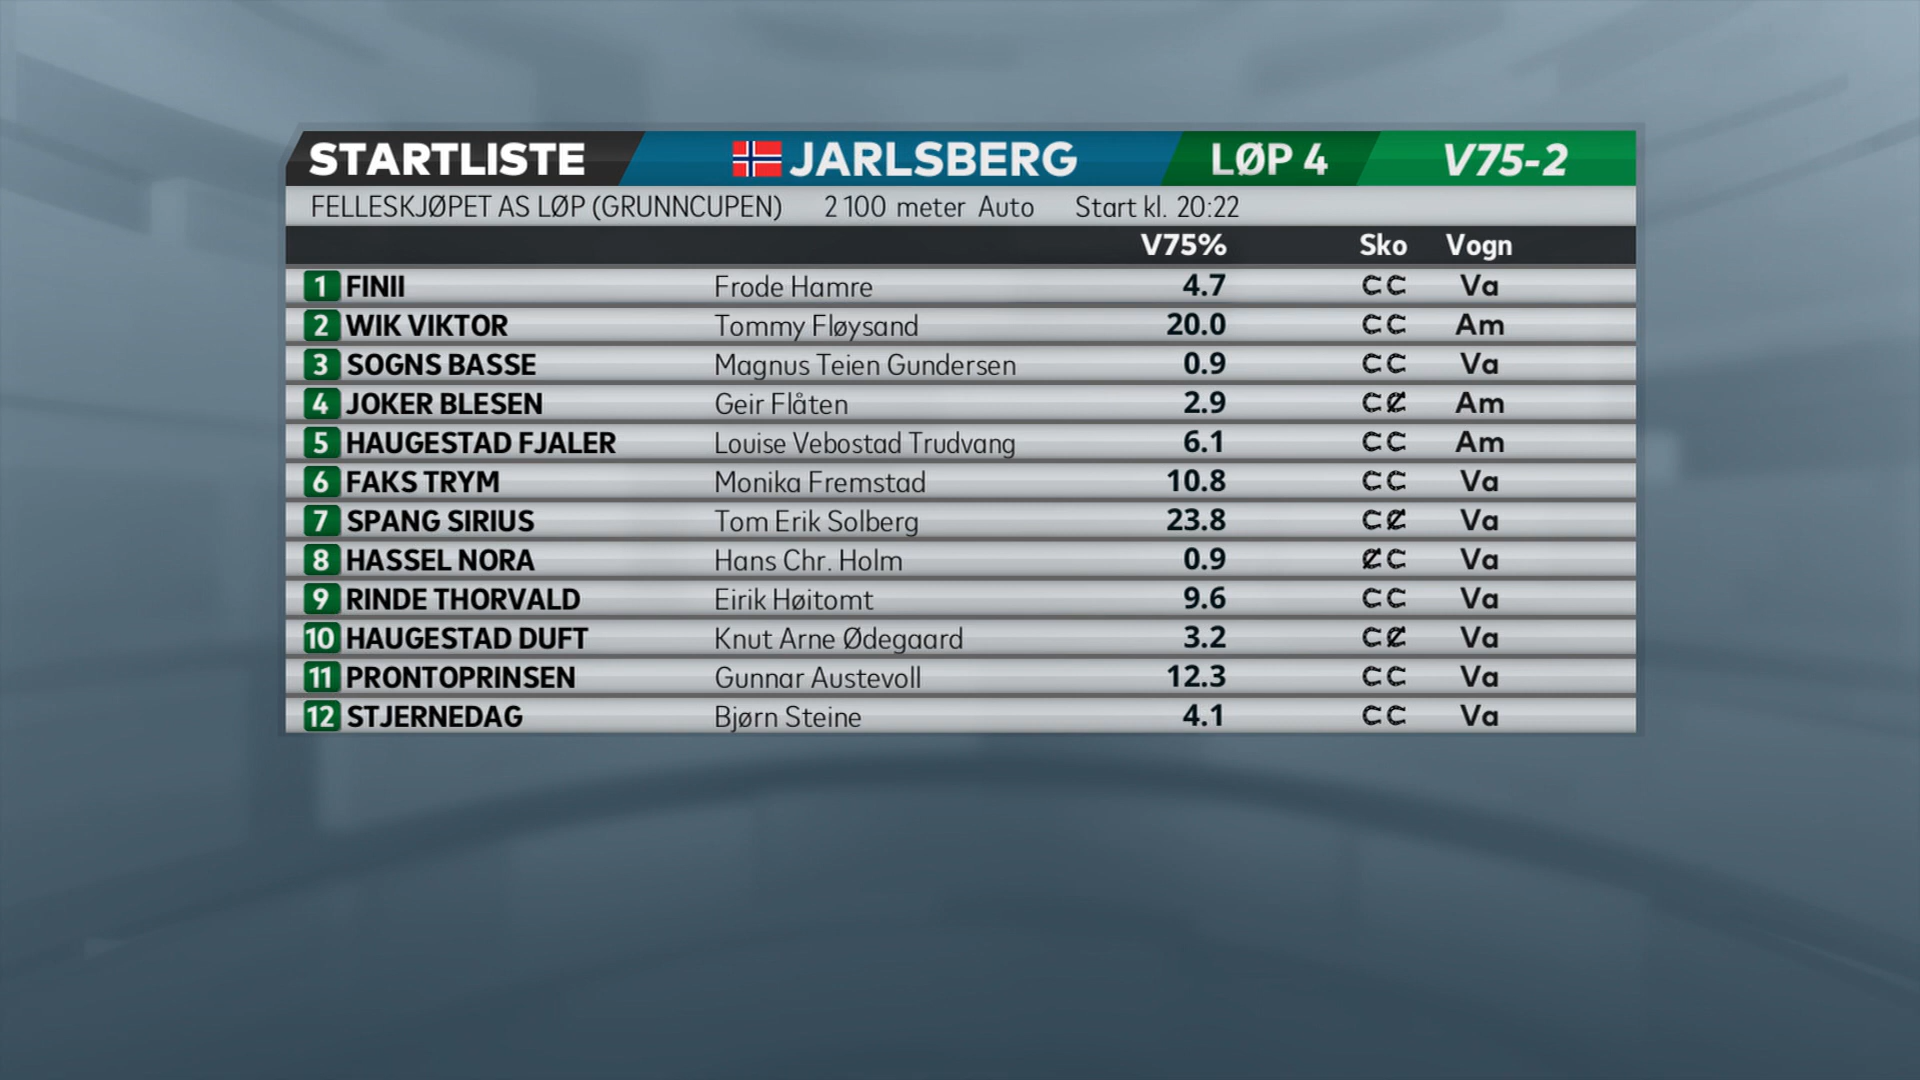 STARTLISTE JARLSBERG LØP 4 V75-2
FELLESKJØPET AS LØP (GRUNNCUPEN) 2 100 meter Auto Start kl. 20:22
V75% Sko Vogn
1 FINII Frode Hamre 4.7 C C Va
2 WIK VIKTOR Tommy Fløysand 20.0 C C Am
3 SOGNS BASSE Magnus Teien Gundersen 0.9 C C Va
4 JOKER BLESEN Geir Flåten 2.9 C Ȼ Am
5 HAUGESTAD FJALER Louise Vebostad Trudvang 6.1 C C Am
6 FAKS TRYM Monika Fremstad 10.8 C C Va
7 SPANG SIRIUS Tom Erik Solberg 23.8 C Ȼ Va
8 HASSEL NORA Hans Chr. Holm 0.9 Ȼ C Va
9 RINDE THORVALD Eirik Høitomt 9.6 C C Va
10 HAUGESTAD DUFT Knut Arne Ødegaard 3.2 C Ȼ Va
11 PRONTOPRINSEN Gunnar Austevoll 12.3 C C Va
12 STJERNEDAG Bjørn Steine 4.1 C C Va